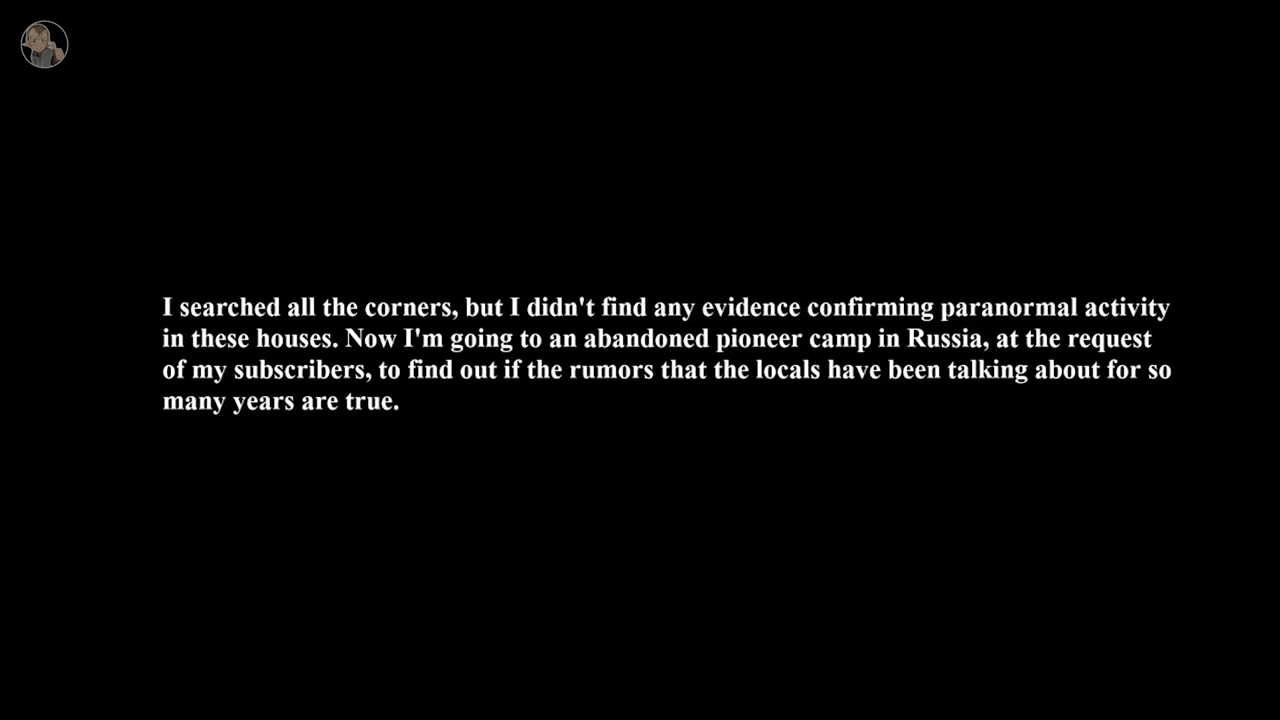 I searched all the corners, but I didn't find any evidence confirming paranormal activity
in these houses. Now I'm going to an abandoned pioneer camp in Russia, at the request
of my subscribers, to find out if the rumors that the locals have been talking about for so
many years are true.